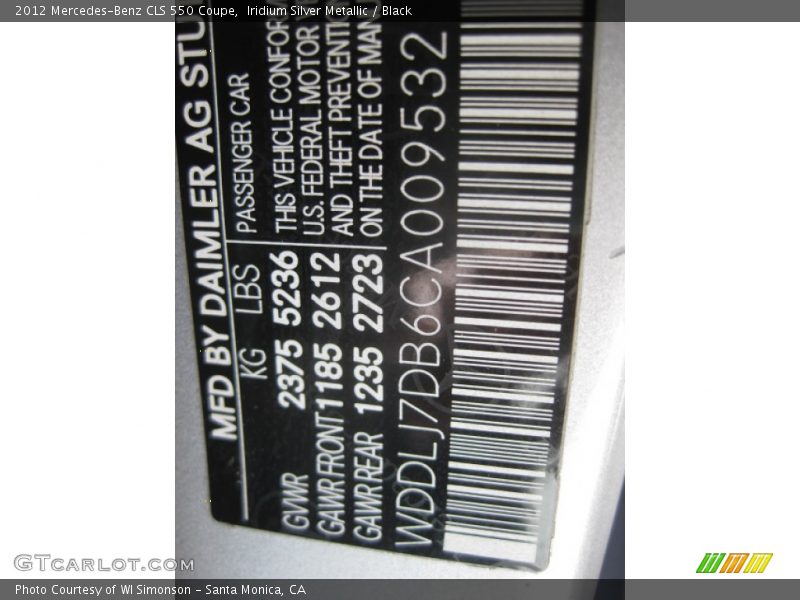 2012 Mercedes-Benz CLS 550 Coupe, Iridium Silver Metallic / Black
MFD BY DAIMLER AG STU
KG LBS PASSENGER CAR
GVWR 2375 5236 THIS VEHICLE CONFOR
GAWR FRONT 1185 2612 U.S. FEDERAL MOTOR
GAWR REAR 1235 2723 AND THEFT PREVENTIO
ON THE DATE OF MAN
WDDLJ7DB6CA009532
GTcarlot.com
Photo Courtesy of WI Simonson - Santa Monica, CA